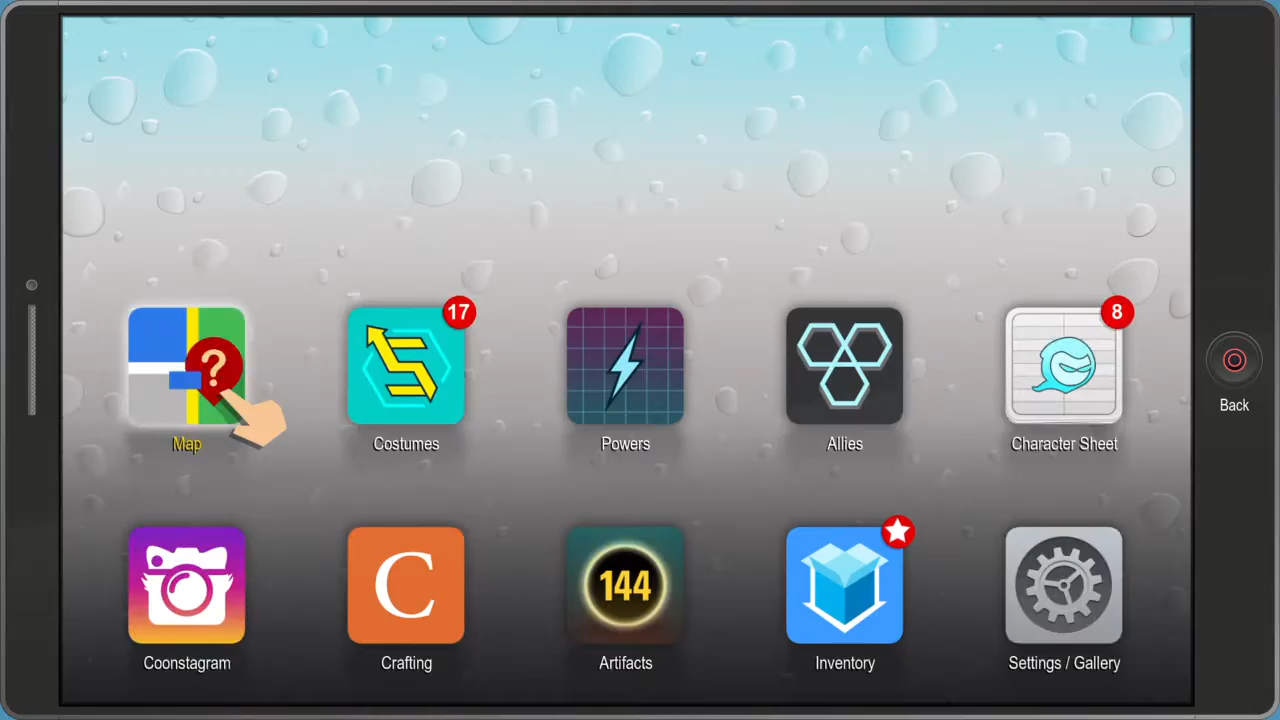 ?
17
8
Back
Map
Costumes
Powers
Allies
Character Sheet
C
144
Coonstagram
Crafting
Artifacts
Inventory
Settings / Gallery